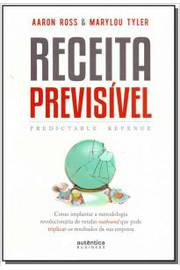 AARON ROSS & MARYLOU TYLER
RECEITA
PREVISÍVEL
PREDICTABLE REVENUE
Como implantar a metodologia
revolucionária de vendas outbound que pode
triplicar os resultados da sua empresa
autêntica
BUSINESS